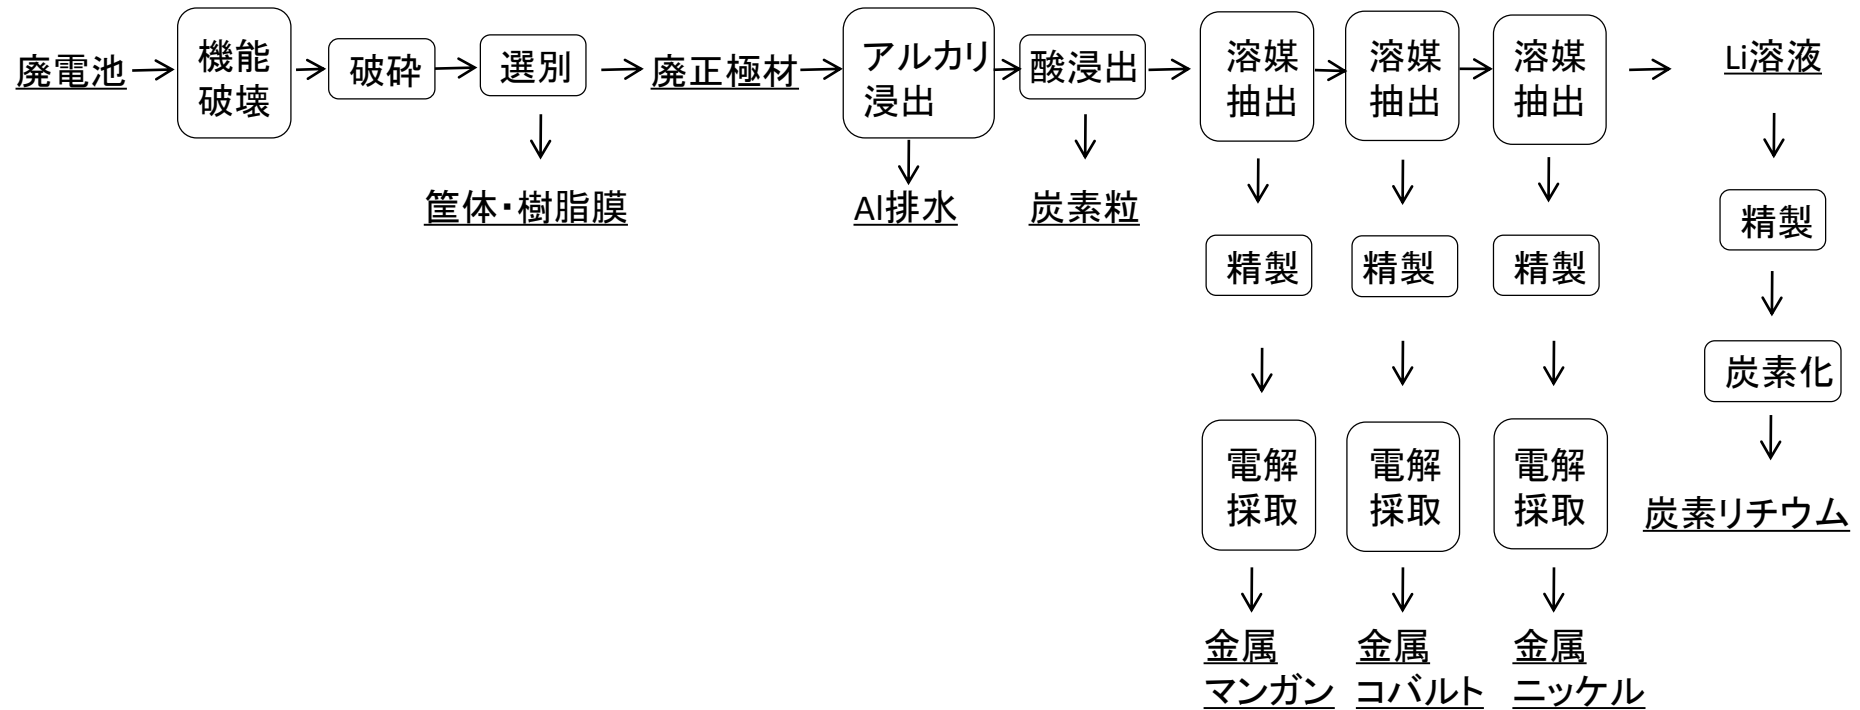 廃電池
機能
破壊
破砕
選別
廃正極材
アルカリ
浸出
酸浸出
溶媒
抽出
溶媒
抽出
溶媒
抽出
Li溶液
筐体・樹脂膜
Al排水
炭素粒
精製
精製
精製
精製
炭素化
電解
採取
電解
採取
電解
採取
炭素リチウム
金属
マンガン
金属
コバルト
金属
ニッケル